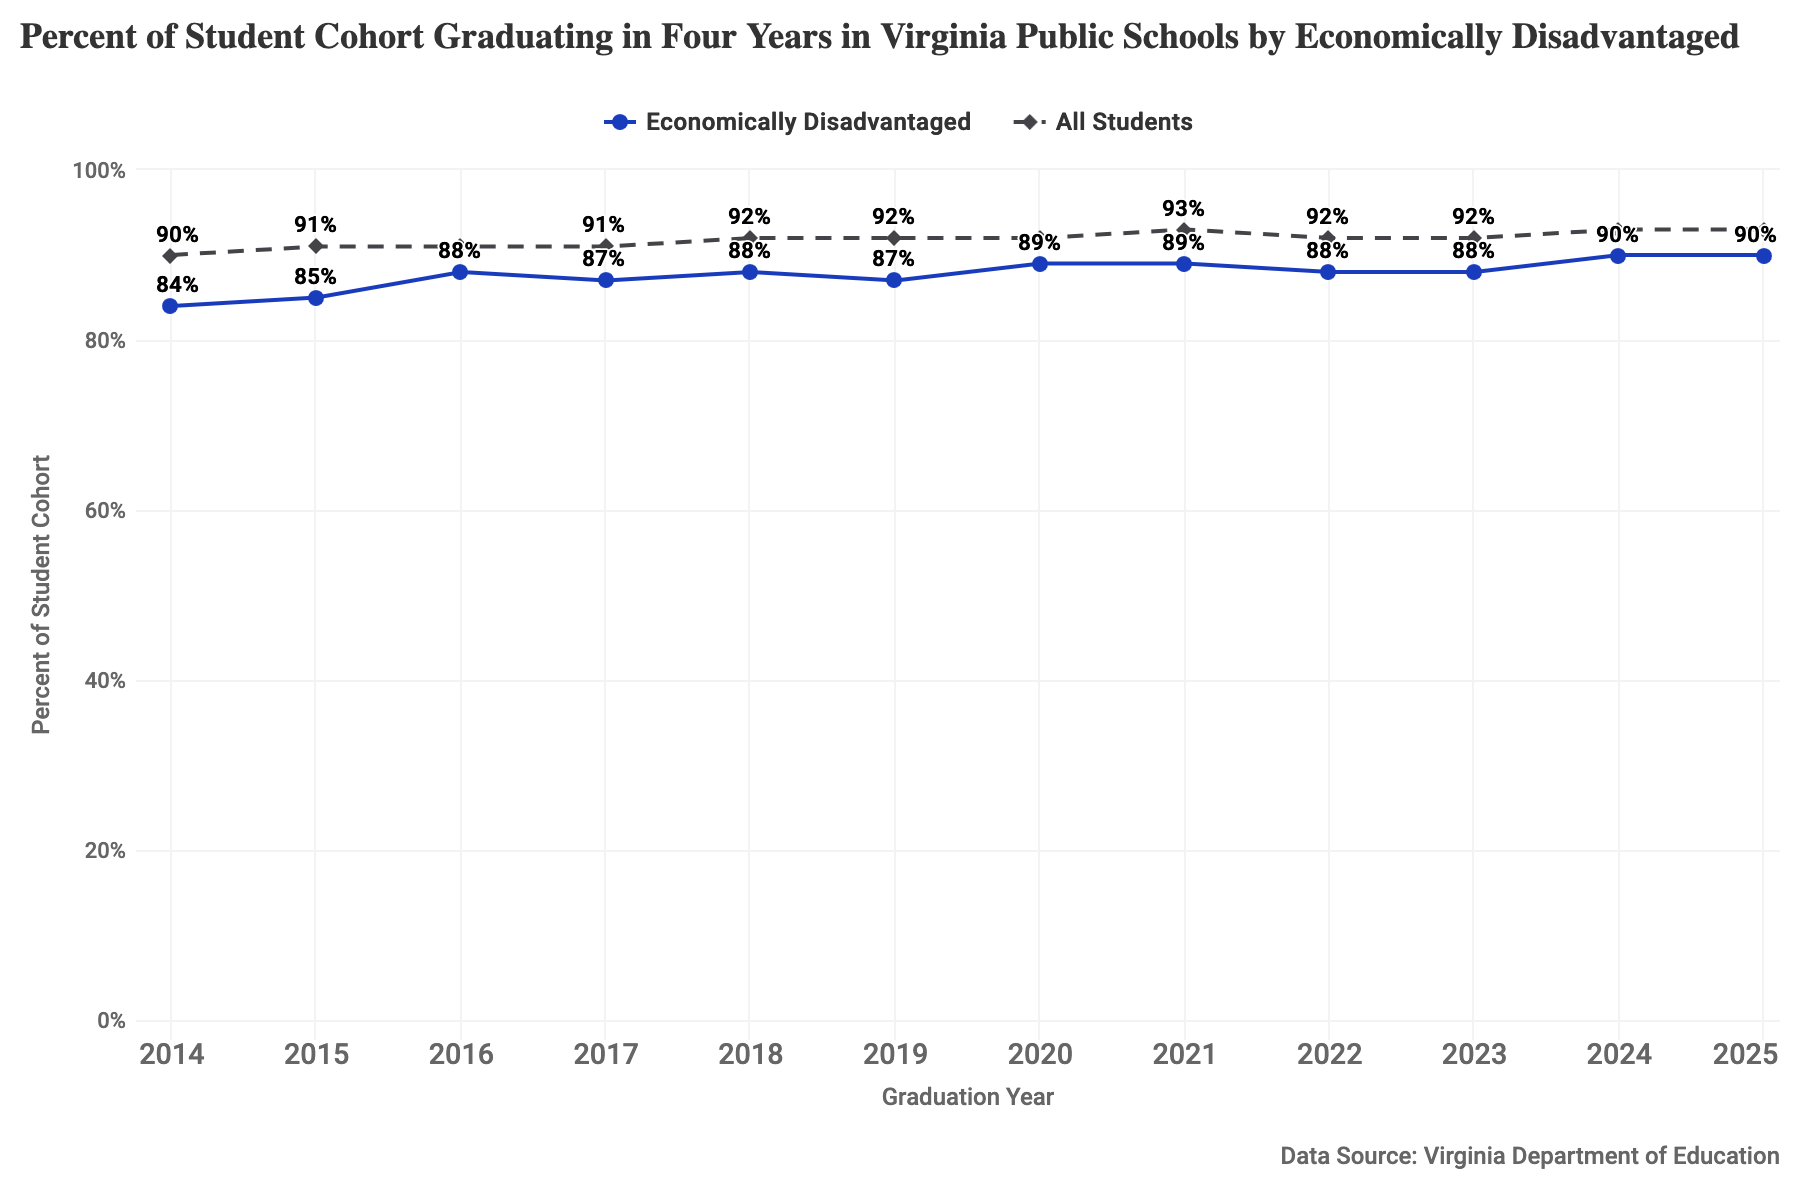 Percent of Student Cohort Graduating in Four Years in Virginia Public Schools by Economically Disadvantaged
Economically Disadvantaged All Students
100%
80%
60%
40%
20%
0%
Percent of Student Cohort
90% 91% 91% 92% 92% 93% 92% 92%
84% 85% 88% 87% 88% 87% 89% 89% 88% 88% 90% 90%
2014 2015 2016 2017 2018 2019 2020 2021 2022 2023 2024 2025
Graduation Year
Data Source: Virginia Department of Education